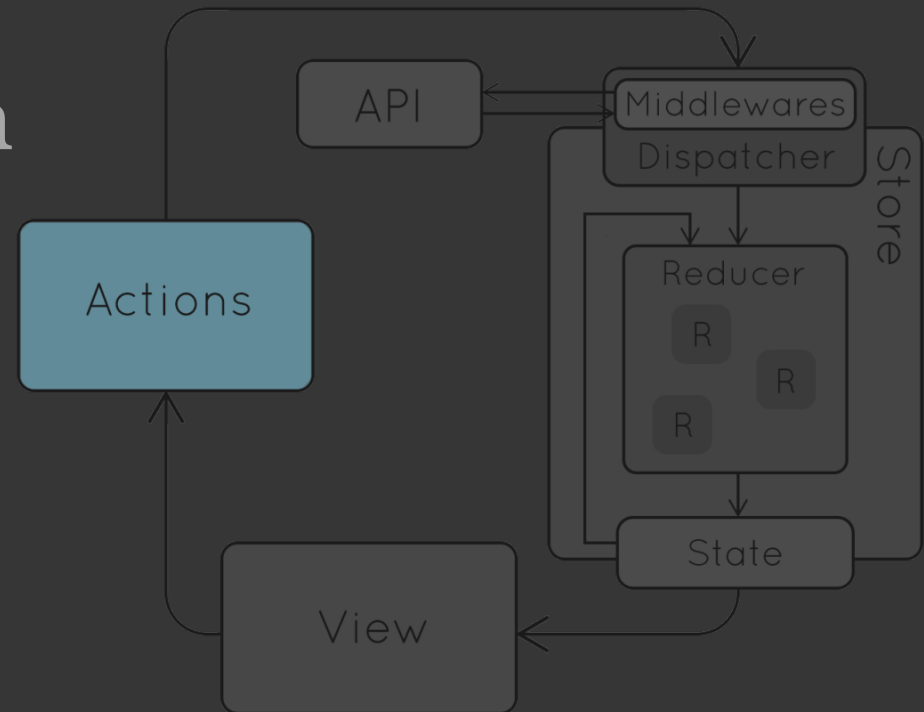 API
Middlewares
Dispatcher
Store
Actions
Reducer
R
R
R
State
View